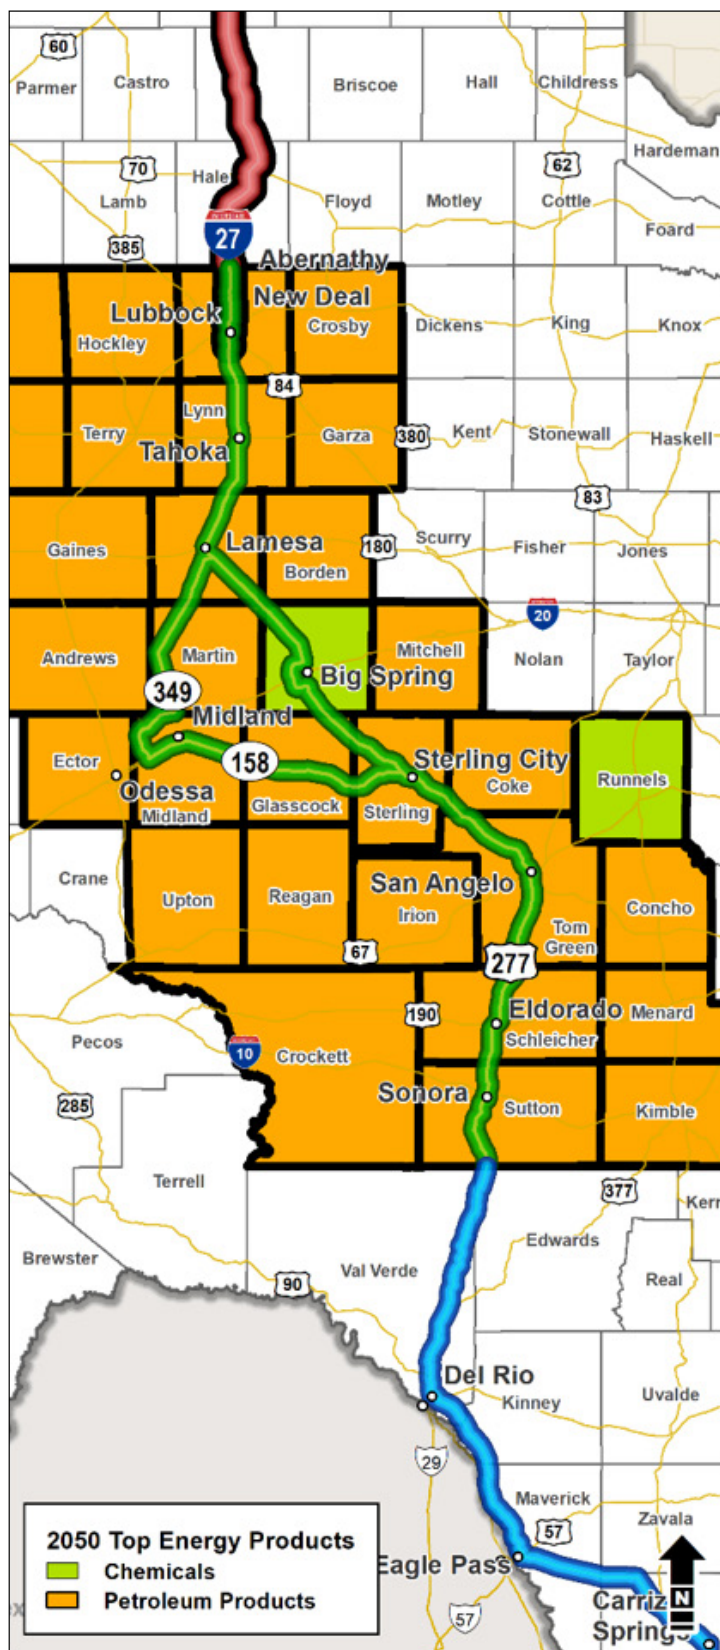 60
Parmer
Castro
Briscoe
Hall
Childress
Hardeman
70
Hale
62
Lamb
Floyd
Motley
Cottle
Foard
385
INTERSTATE
27
Abernathy
New Deal
Lubbock
Hockley
Crosby
Dickens
King
Knox
84
Lynn
Terry
Tahoka
Garza
380
Kent
Stonewall
Haskell
83
Gaines
Lamesa
180
Scurry
Fisher
Jones
Borden
20
Andrews
Martin
Mitchell
Nolan
Taylor
Big Spring
349
Midland
Ector
158
Sterling City
Odessa
Coke
Runnels
Midland
Glasscock
Sterling
Crane
San Angelo
Upton
Reagan
Irion
Concho
Tom
Green
67
277
190
Eldorado
Menard
Pecos
10
Crockett
Schleicher
285
Sonora
Sutton
Kimble
Terrell
377
Kerr
Edwards
Brewster
Val Verde
90
Real
Del Rio
Kinney
Uvalde
29
Maverick
57
Zavala
Eagle Pass
57
Carriz
Springs
N
2050 Top Energy Products
Chemicals
Petroleum Products